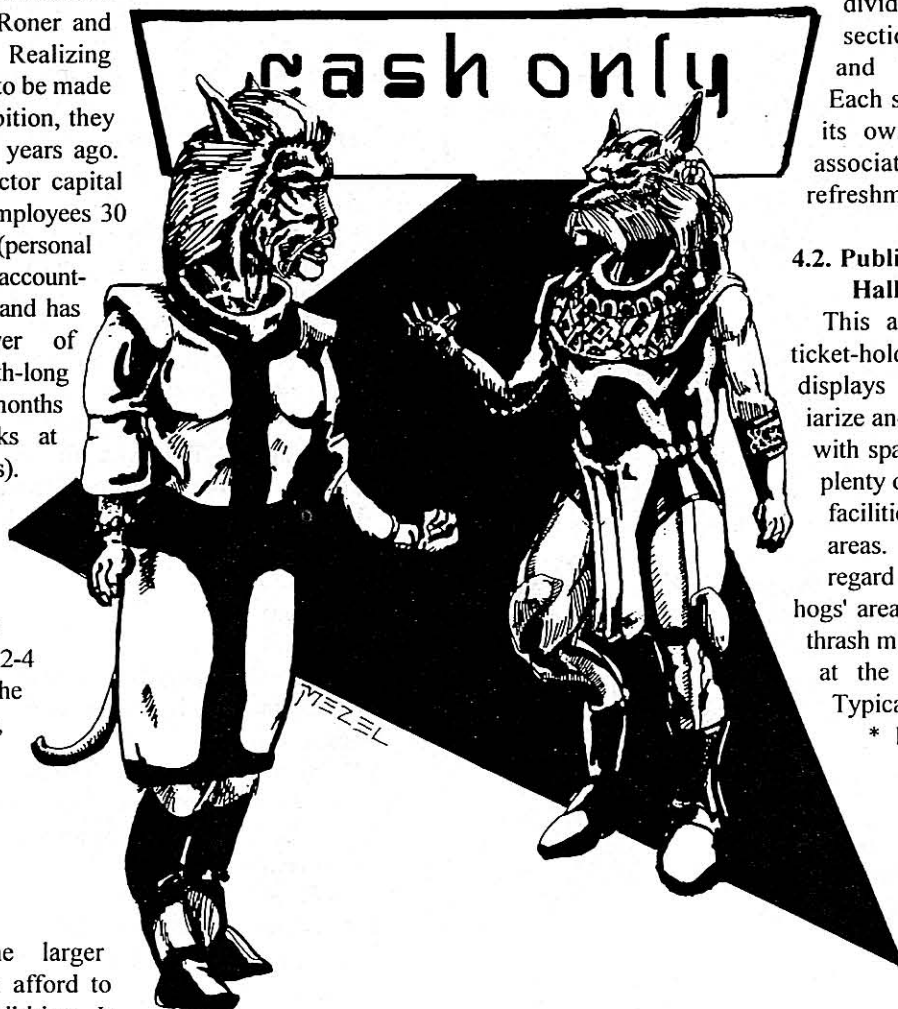 cash only
Roner and
Realizing
to be made
bition, they
years ago.
ctor capital
mployees 30
(personal
account-
and has
er of
th-long
months
ks at
s).
2-4
he
larger
afford to
MEZEL
divid
sectio
and
Each s
its ow
associat
refreshm
4.2. Publi
Hall
This a
ticket-hold
displays
iarize and
with spa
plenty o
facilitie
areas.
regard
hogs' area
thrash m
at the
Typica
*